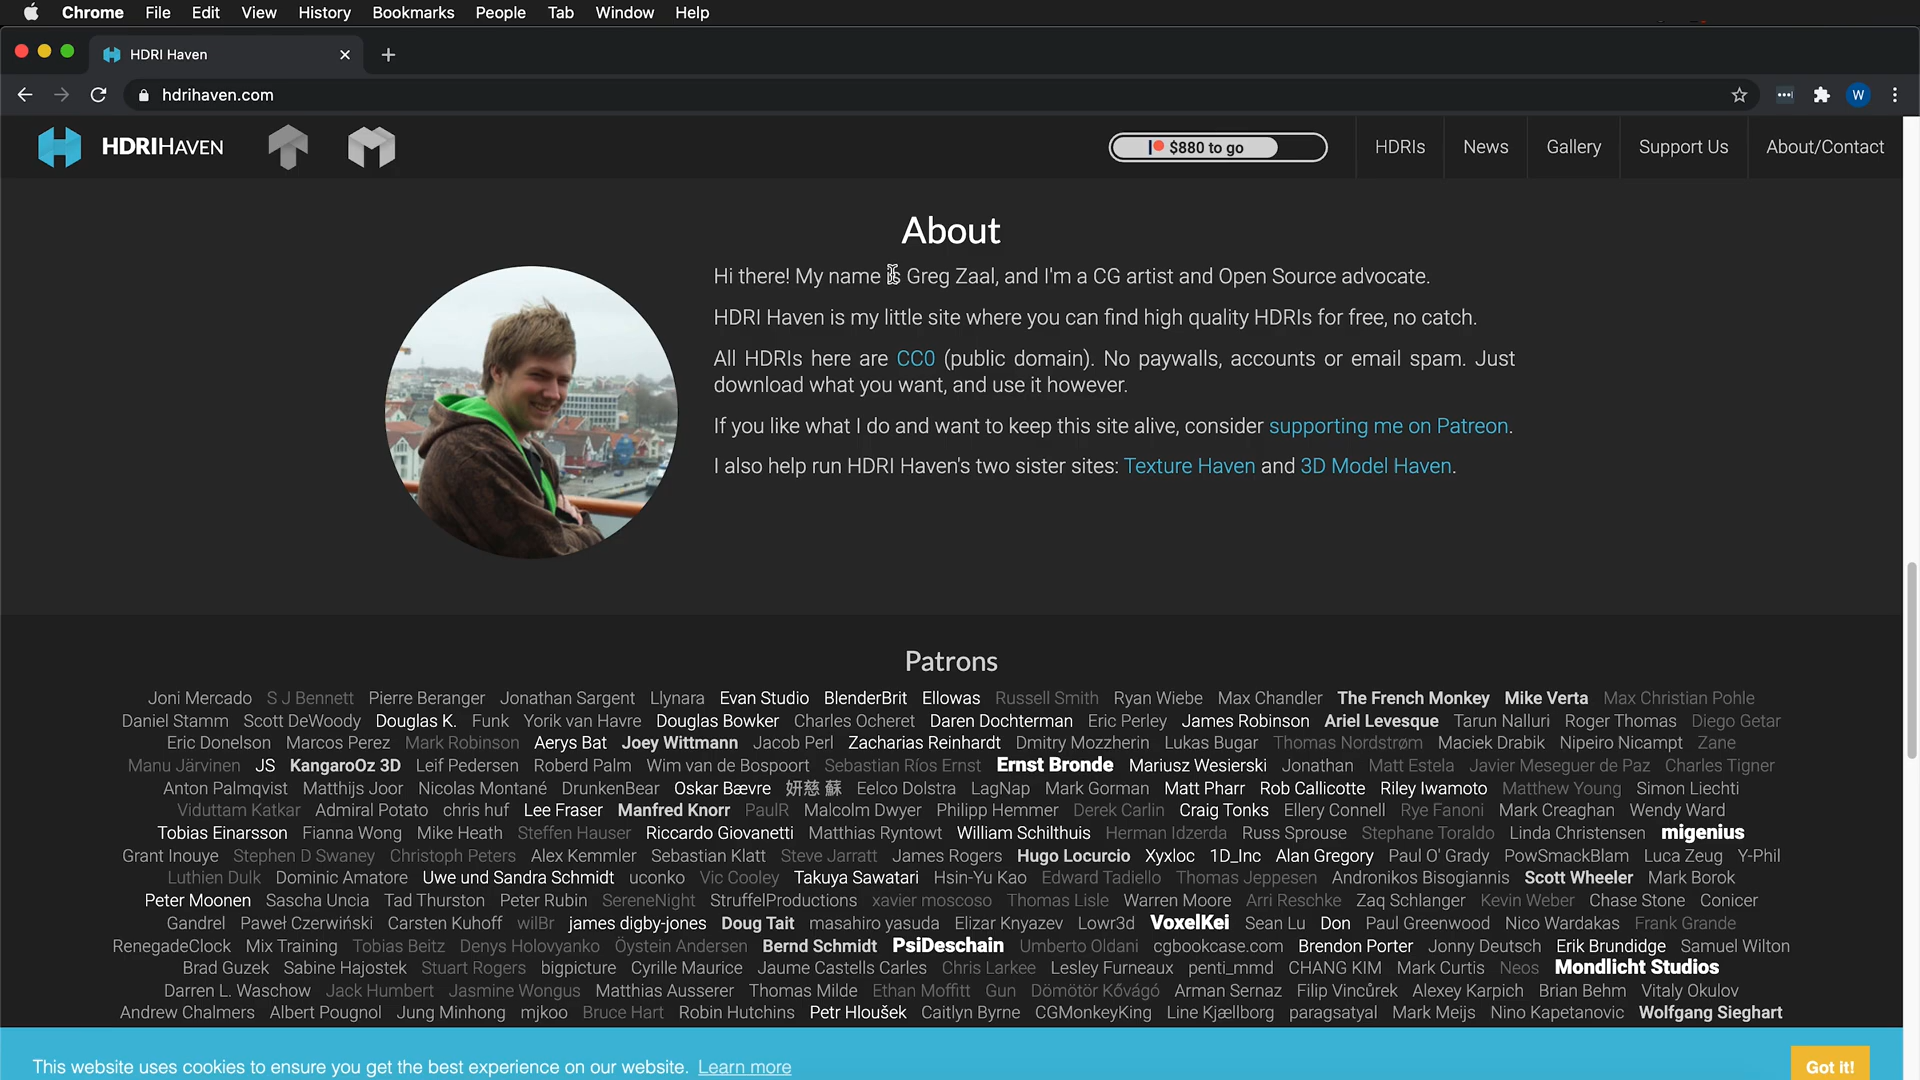 Chrome File Edit View History Bookmarks People Tab Window Help
HDRI Haven
hdrihaven.com
W
HDRIHAVEN
$880 to go
HDRIs News Gallery Support Us About/Contact
About
Hi there! My name is Greg Zaal, and I'm a CG artist and Open Source advocate.
HDRI Haven is my little site where you can find high quality HDRIs for free, no catch.
All HDRIs here are CC0 (public domain). No paywalls, accounts or email spam. Just
download what you want, and use it however.
If you like what I do and want to keep this site alive, consider supporting me on Patreon.
I also help run HDRI Haven's two sister sites: Texture Haven and 3D Model Haven.
Patrons
Joni Mercado S J Bennett Pierre Beranger Jonathan Sargent Llynara Evan Studio BlenderBrit Ellowas Russell Smith Ryan Wiebe Max Chandler The French Monkey Mike Verta Max Christian Pohle
Daniel Stamm Scott DeWoody Douglas K. Funk Yorik van Havre Douglas Bowker Charles Ocheret Daren Dochterman Eric Perley James Robinson Ariel Levesque Tarun Nalluri Roger Thomas Diego Getar
Eric Donelson Marcos Perez Mark Robinson Aerys Bat Joey Wittmann Jacob Perl Zacharias Reinhardt Dmitry Mozzherin Lukas Bugar Thomas Nordstrøm Maciek Drabik Nipeiro Nicampt Zane
Manu Järvinen JS KangaroOz 3D Leif Pedersen Roberd Palm Wim van de Bospoort Sebastian Ríos Ernst Ernst Bronde Mariusz Wesierski Jonathan Matt Estela Javier Meseguer de Paz Charles Tigner
Anton Palmqvist Matthijs Joor Nicolas Montané DrunkenBear Oskar Bævre 妍慈 蘇 Eelco Dolstra LagNap Mark Gorman Matt Pharr Rob Callicotte Riley Iwamoto Matthew Young Simon Liechti
Viduttam Katkar Admiral Potato chris huf Lee Fraser Manfred Knorr PaulR Malcolm Dwyer Philipp Hemmer Derek Carlin Craig Tonks Ellery Connell Rye Fanoni Mark Creaghan Wendy Ward
Tobias Einarsson Fianna Wong Mike Heath Steffen Hauser Riccardo Giovanetti Matthias Ryntowt William Schilthuis Herman Idzerda Russ Sprouse Stephane Toraldo Linda Christensen migenius
Grant Inouye Stephen D Swaney Christoph Peters Alex Kemmler Sebastian Klatt Steve Jarratt James Rogers Hugo Locurcio Xyxloc 1D_Inc Alan Gregory Paul O' Grady PowSmackBlam Luca Zeug Y-Phil
Luthien Dulk Dominic Amatore Uwe und Sandra Schmidt uconko Vic Cooley Takuya Sawatari Hsin-Yu Kao Edward Tadiello Thomas Jeppesen Andronikos Bisogiannis Scott Wheeler Mark Borok
Peter Moonen Sascha Uncia Tad Thurston Peter Rubin SereneNight StruffelProductions xavier moscoso Thomas Lisle Warren Moore Arri Reschke Zaq Schlanger Kevin Weber Chase Stone Conicer
Gandrel Paweł Czerwiński Carsten Kuhoff wilBr james digby-jones Doug Tait masahiro yasuda Elizar Knyazev Lowr3d VoxelKei Sean Lu Don Paul Greenwood Nico Wardakas Frank Grande
RenegadeClock Mix Training Tobias Beitz Denys Holovyanko Öystein Andersen Bernd Schmidt PsiDeschain Umberto Oldani cgbookcase.com Brendon Porter Jonny Deutsch Erik Brundidge Samuel Wilton
Brad Guzek Sabine Hajostek Stuart Rogers bigpicture Cyrille Maurice Jaume Castells Carles Chris Larkee Lesley Furneaux penti_mmd CHANG KIM Mark Curtis Neos Mondlicht Studios
Darren L. Waschow Jack Humbert Jasmine Wongus Matthias Ausserer Thomas Milde Ethan Moffitt Gun Dömötör Kővágó Arman Sernaz Filip Vincůrek Alexey Karpich Brian Behm Vitaly Okulov
Andrew Chalmers Albert Pougnol Jung Minhong mjkoo Bruce Hart Robin Hutchins Petr Hloušek Caitlyn Byrne CGMonkeyKing Line Kjællborg paragsatyal Mark Meijs Nino Kapetanovic Wolfgang Sieghart
This website uses cookies to ensure you get the best experience on our website. Learn more
Got it!